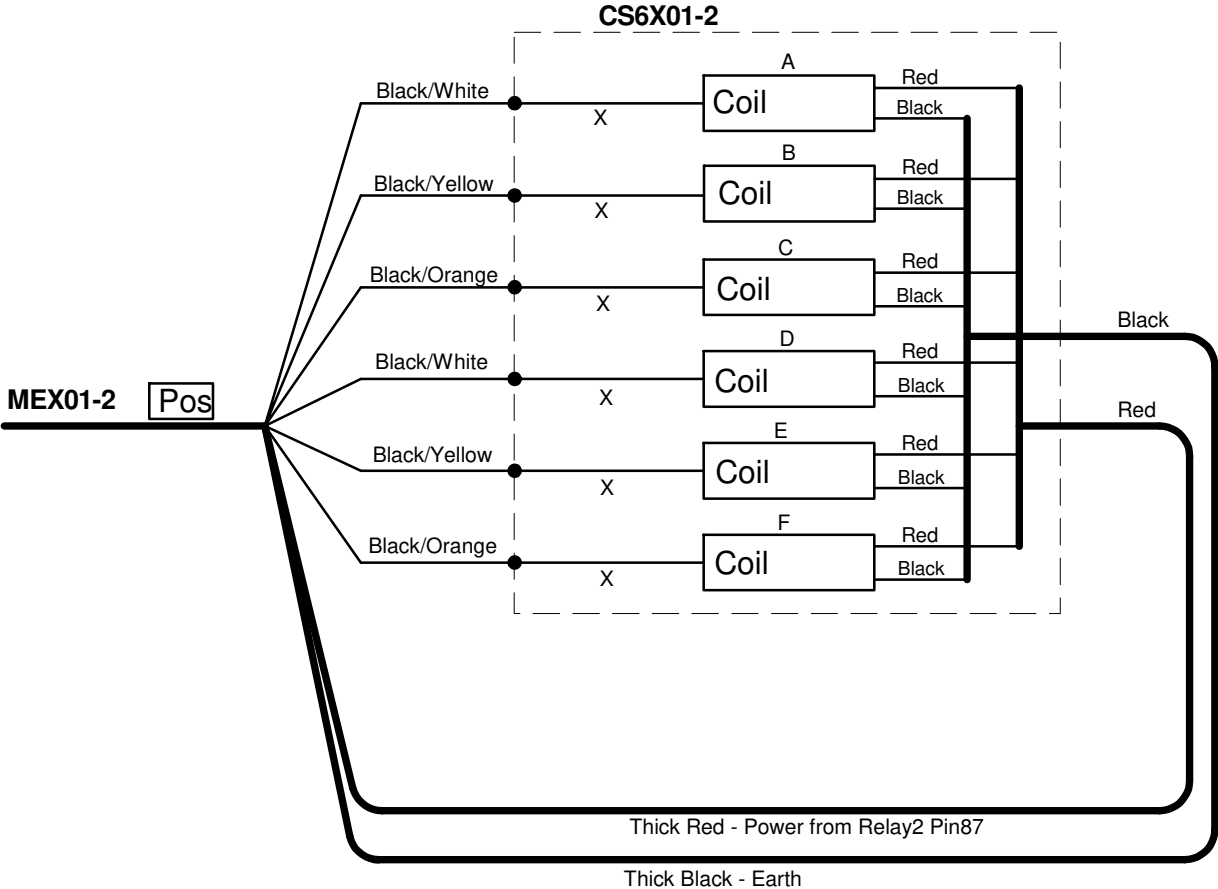 CS6X01-2
A
Black/White
X
Coil
Red
Black
B
Black/Yellow
X
Coil
Red
Black
C
Black/Orange
X
Coil
Red
Black
Black
D
Black/White
X
Coil
Red
Black
MEX01-2 Pos
Red
E
Black/Yellow
X
Coil
Red
Black
F
Black/Orange
X
Coil
Red
Black
Thick Red - Power from Relay2 Pin87
Thick Black - Earth